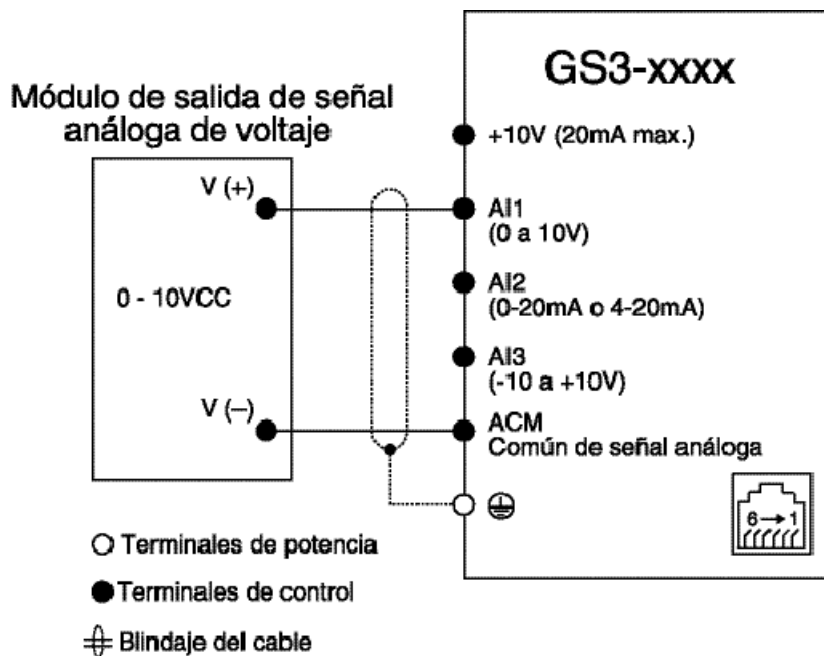 GS3-xxxx
Módulo de salida de señal
análoga de voltaje
+10V (20mA max.)
V (+)
AI1
(0 a 10V)
0 - 10VCC
AI2
(0-20mA o 4-20mA)
AI3
(-10 a +10V)
V (–)
ACM
Común de señal análoga
6→1
Terminales de potencia
Terminales de control
Blindaje del cable